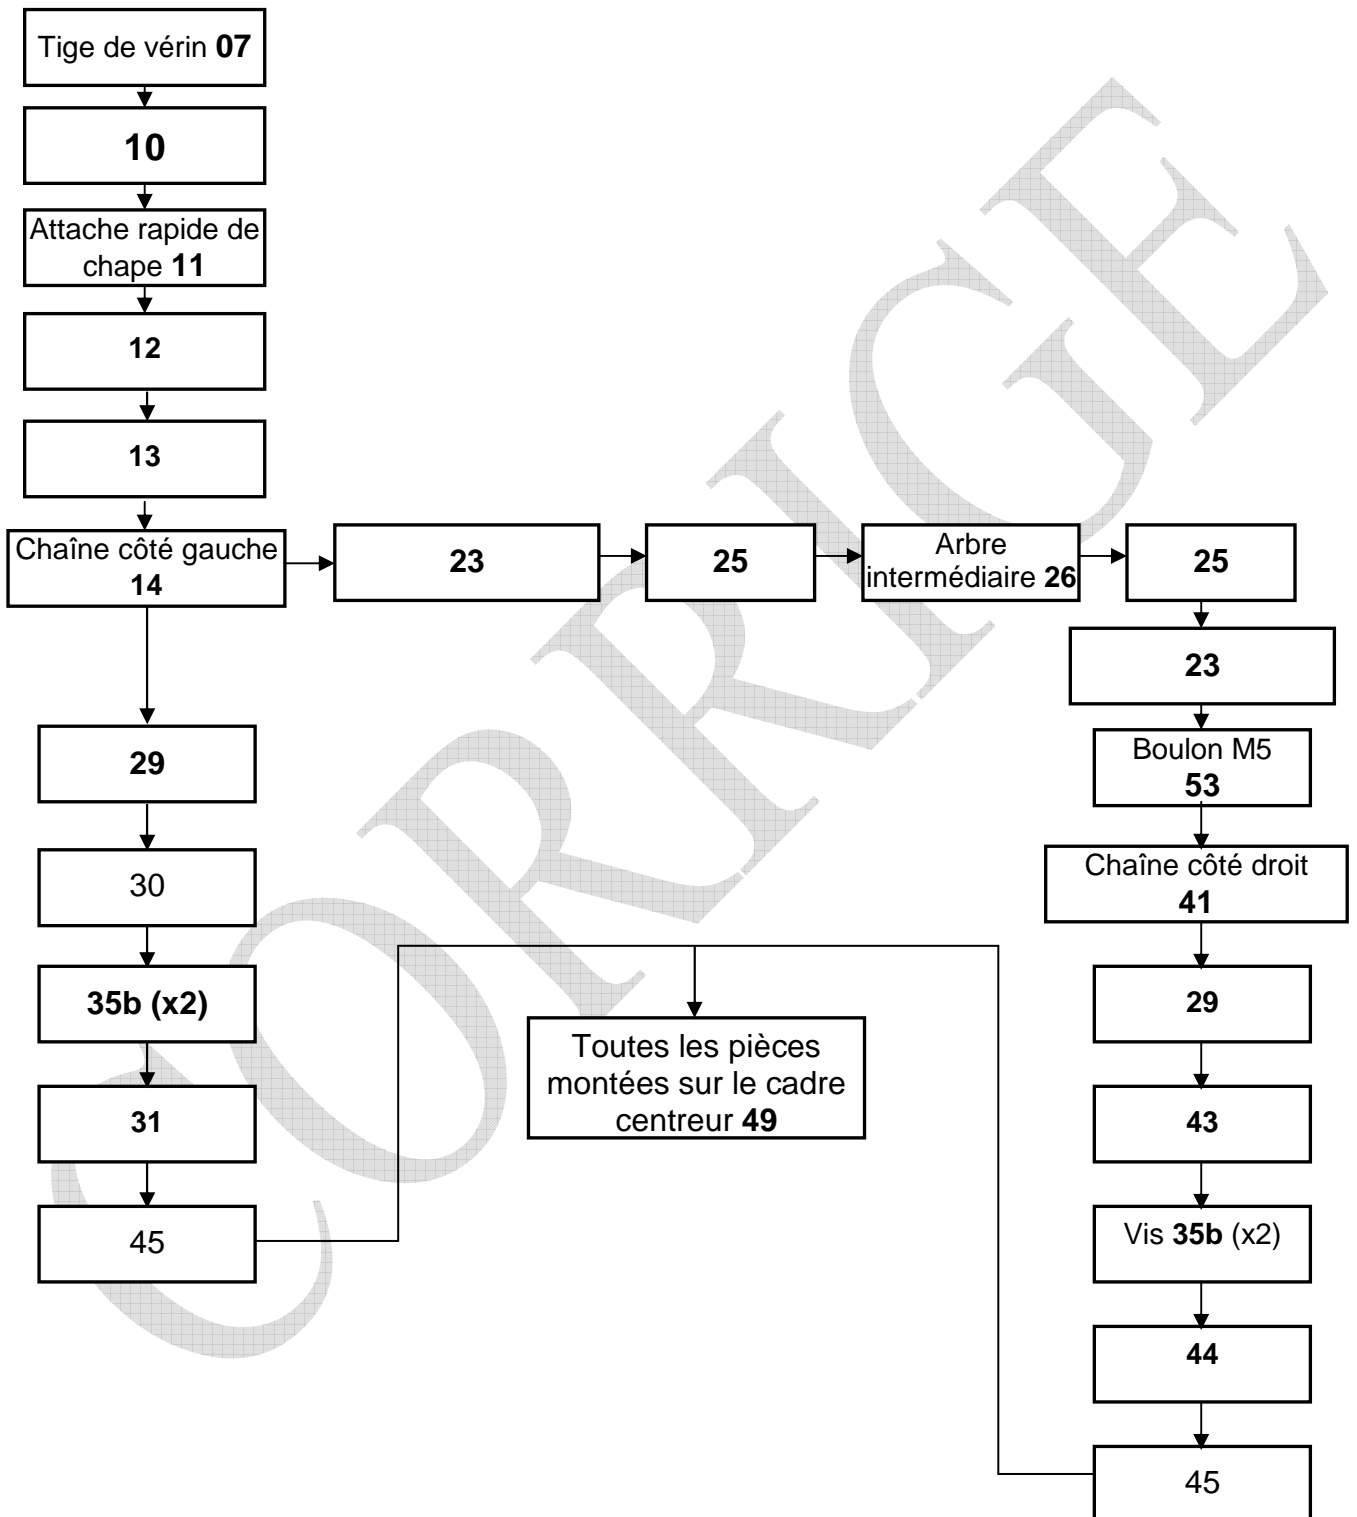 Tige de vérin 07
10
Attache rapide de
chape 11
12
13
Chaîne côté gauche
14
23
25
Arbre
intermédiaire 26
25
23
Boulon M5
53
Chaîne côté droit
41
29
43
Vis 35b (x2)
44
45
29
30
35b (x2)
31
45
Toutes les pièces
montées sur le cadre
centreur 49
CORRIGE